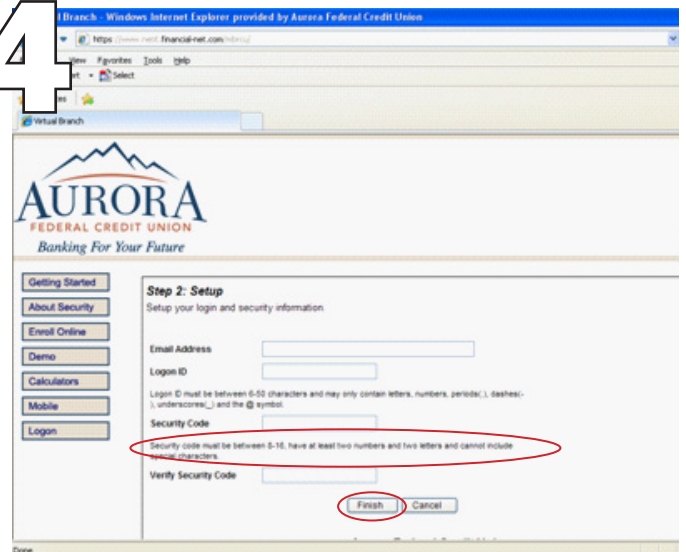 4
l Branch - Windows Internet Explorer provided by Aurora Federal Credit Union
https://www.nent.financial-net.com/
View Favorites Tools Help
Select
Virtual Branch
AURORA
FEDERAL CREDIT UNION
Banking For Your Future
Getting Started
About Security
Enroll Online
Demo
Calculators
Mobile
Logon
Step 2: Setup
Setup your login and security information
Email Address
Logon ID
Logon ID must be between 6-50 characters and may only contain letters, numbers, periods(.), dashes(-
), underscores(_) and the @ symbol.
Security Code
Security code must be between 8-16, have at least two numbers and two letters and cannot include
special characters.
Verify Security Code
Finish Cancel
Done